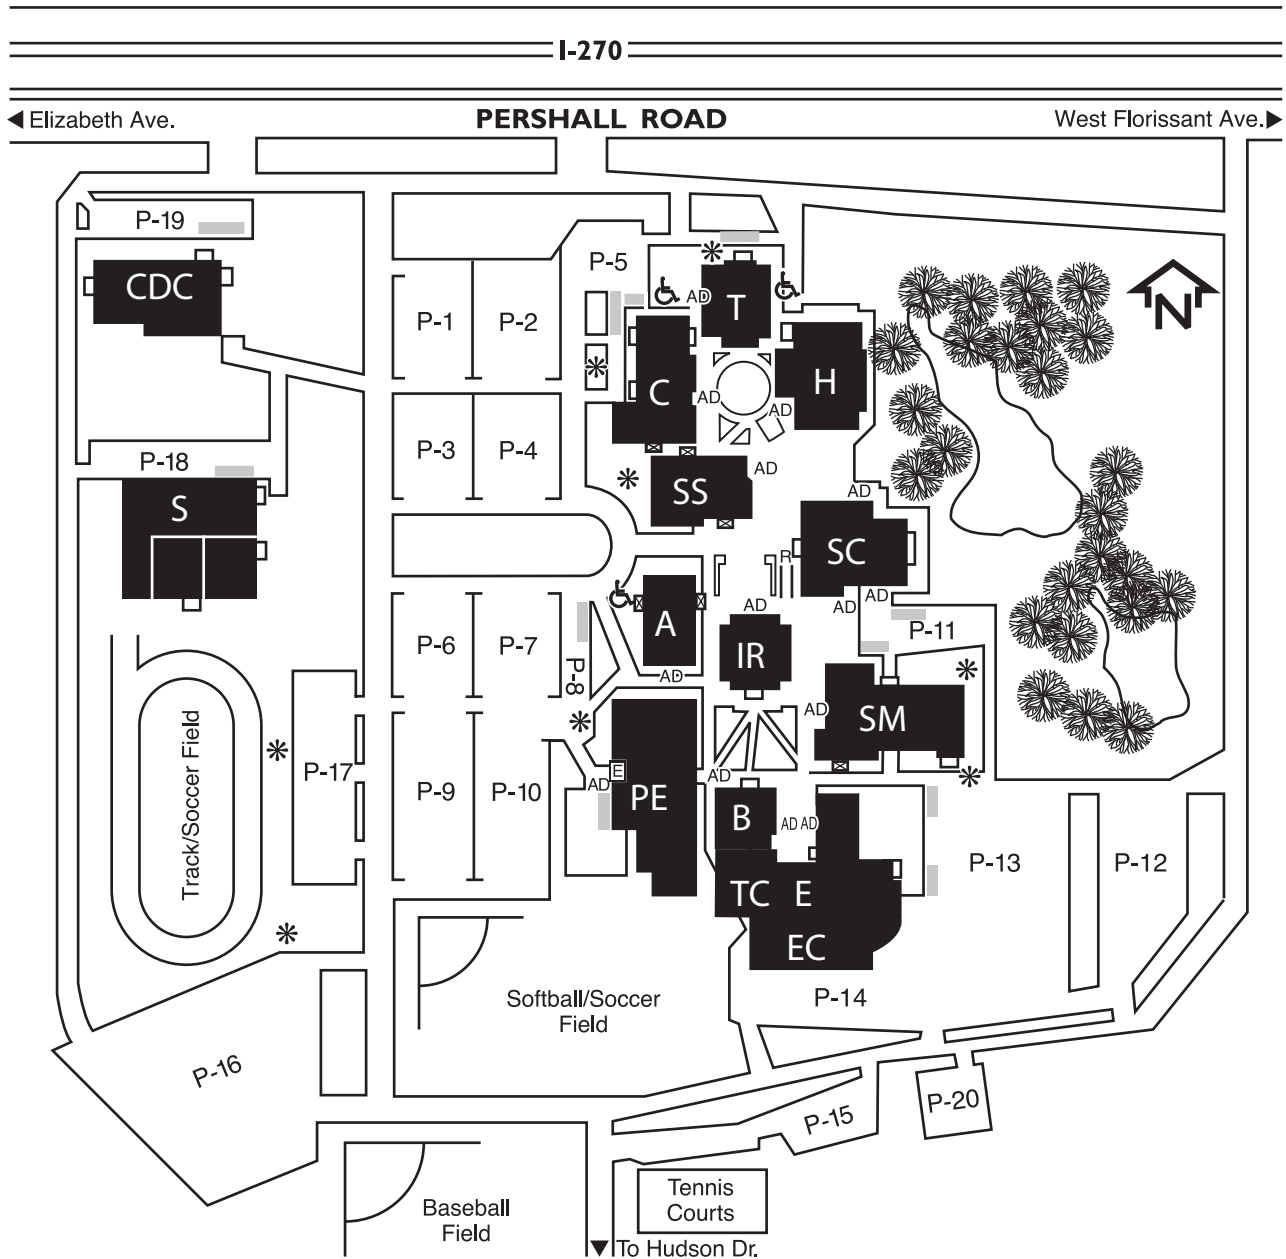 I-270
Elizabeth Ave.
PERSHALL ROAD
West Florissant Ave.
P-19
P-5
CDC
AD
T
N
P-1
P-2
C
H
AD
AD
P-3
P-4
P-18
AD
SS
AD
S
SC
R
AD
AD
AD
P-6
P-7
A
P-11
IR
P-8
AD
AD
SM
Track/Soccer Field
P-17
E
AD
AD
P-9
P-10
PE
B
AD AD
P-13
P-12
TC
E
EC
Softball/Soccer
Field
P-14
P-16
P-15
P-20
Tennis
Courts
Baseball
Field
To Hudson Dr.